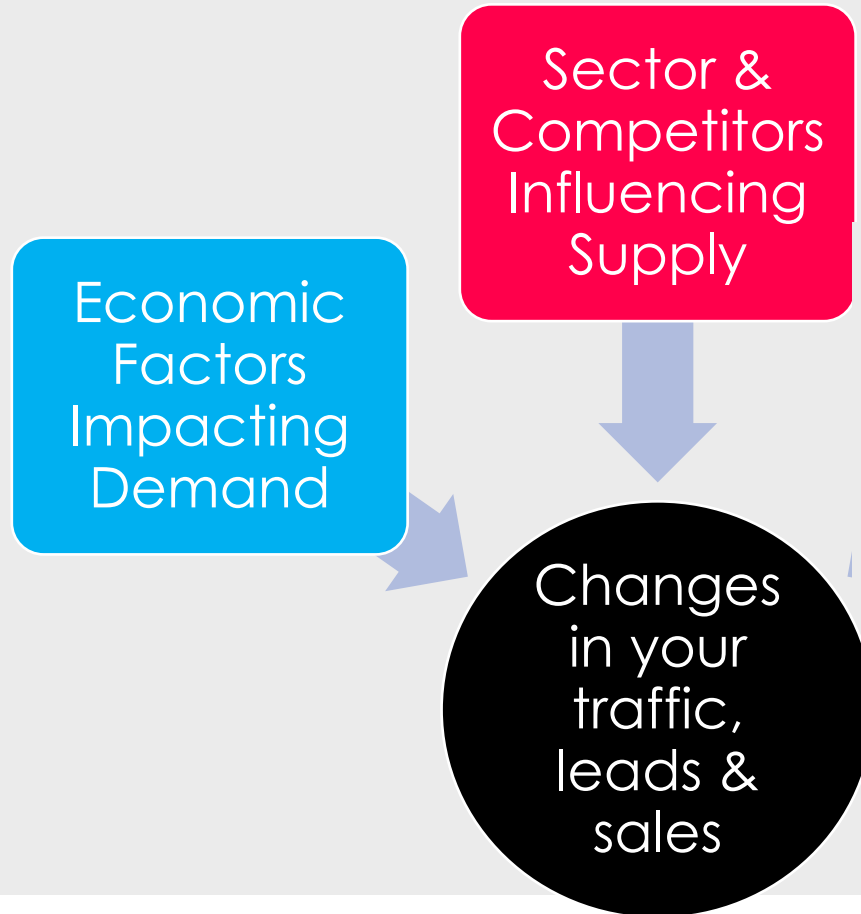 Sector &
Competitors
Influencing
Supply
Economic
Factors
Impacting
Demand
Changes
in your
traffic,
leads &
sales